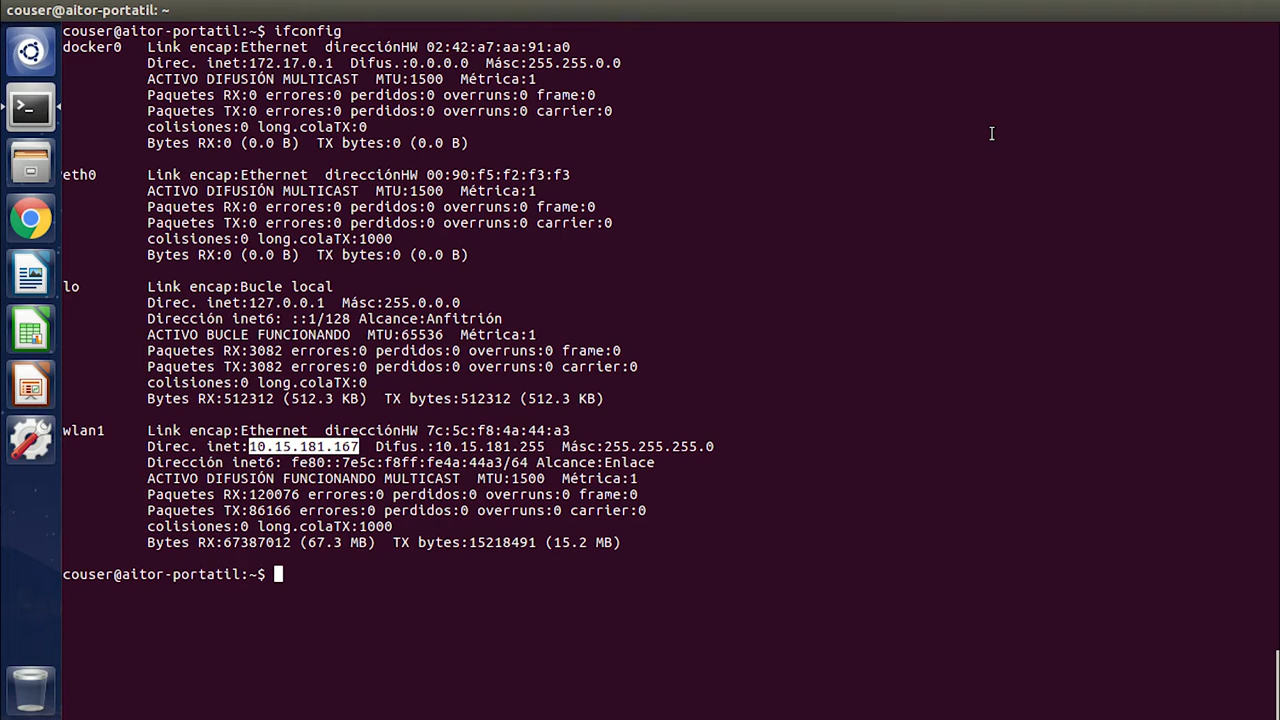 couser@aitor-portatil: ~
couser@aitor-portatil:~$ ifconfig
docker0   Link encap:Ethernet  direcciónHW 02:42:a7:aa:91:a0
          Direc. inet:172.17.0.1  Difus.:0.0.0.0  Másc:255.255.0.0
          ACTIVO DIFUSIÓN MULTICAST  MTU:1500  Métrica:1
          Paquetes RX:0 errores:0 perdidos:0 overruns:0 frame:0
          Paquetes TX:0 errores:0 perdidos:0 overruns:0 carrier:0
          colisiones:0 long.colaTX:0
          Bytes RX:0 (0.0 B)  TX bytes:0 (0.0 B)
eth0      Link encap:Ethernet  direcciónHW 00:90:f5:f2:f3:f3
          ACTIVO DIFUSIÓN MULTICAST  MTU:1500  Métrica:1
          Paquetes RX:0 errores:0 perdidos:0 overruns:0 frame:0
          Paquetes TX:0 errores:0 perdidos:0 overruns:0 carrier:0
          colisiones:0 long.colaTX:1000
          Bytes RX:0 (0.0 B)  TX bytes:0 (0.0 B)
lo        Link encap:Bucle local
          Direc. inet:127.0.0.1  Másc:255.0.0.0
          Dirección inet6: ::1/128 Alcance:Anfitrión
          ACTIVO BUCLE FUNCIONANDO  MTU:65536  Métrica:1
          Paquetes RX:3082 errores:0 perdidos:0 overruns:0 frame:0
          Paquetes TX:3082 errores:0 perdidos:0 overruns:0 carrier:0
          colisiones:0 long.colaTX:0
          Bytes RX:512312 (512.3 KB)  TX bytes:512312 (512.3 KB)
wlan1     Link encap:Ethernet  direcciónHW 7c:5c:f8:4a:44:a3
          Direc. inet:10.15.181.167  Difus.:10.15.181.255  Másc:255.255.255.0
          Dirección inet6: fe80::7e5c:f8ff:fe4a:44a3/64 Alcance:Enlace
          ACTIVO DIFUSIÓN FUNCIONANDO MULTICAST  MTU:1500  Métrica:1
          Paquetes RX:120076 errores:0 perdidos:0 overruns:0 frame:0
          Paquetes TX:86166 errores:0 perdidos:0 overruns:0 carrier:0
          colisiones:0 long.colaTX:1000
          Bytes RX:67387012 (67.3 MB)  TX bytes:15218491 (15.2 MB)
couser@aitor-portatil:~$